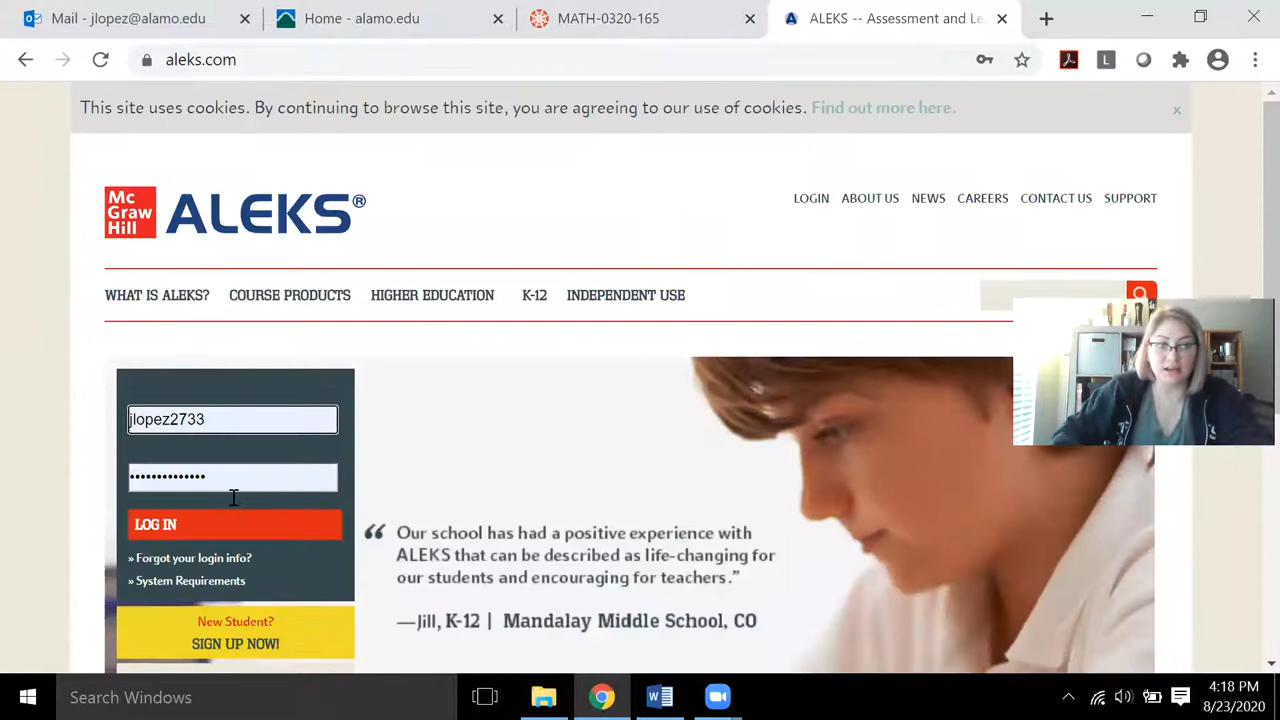 Mail - jlopez@alamo.edu
Home - alamo.edu
MATH-0320-165
ALEKS -- Assessment and Le
aleks.com
L
This site uses cookies. By continuing to browse this site, you are agreeing to our use of cookies. Find out more here.
x
Mc Graw Hill
ALEKS®
LOGIN ABOUT US NEWS CAREERS CONTACT US SUPPORT
WHAT IS ALEKS? COURSE PRODUCTS HIGHER EDUCATION K-12 INDEPENDENT USE
jlopez2733
••••••••••••••
LOG IN
» Forgot your login info?
» System Requirements
New Student?
SIGN UP NOW!
“ Our school has had a positive experience with
ALEKS that can be described as life-changing for
our students and encouraging for teachers.”
—Jill, K-12 | Mandalay Middle School, CO
Search Windows
4:18 PM
8/23/2020